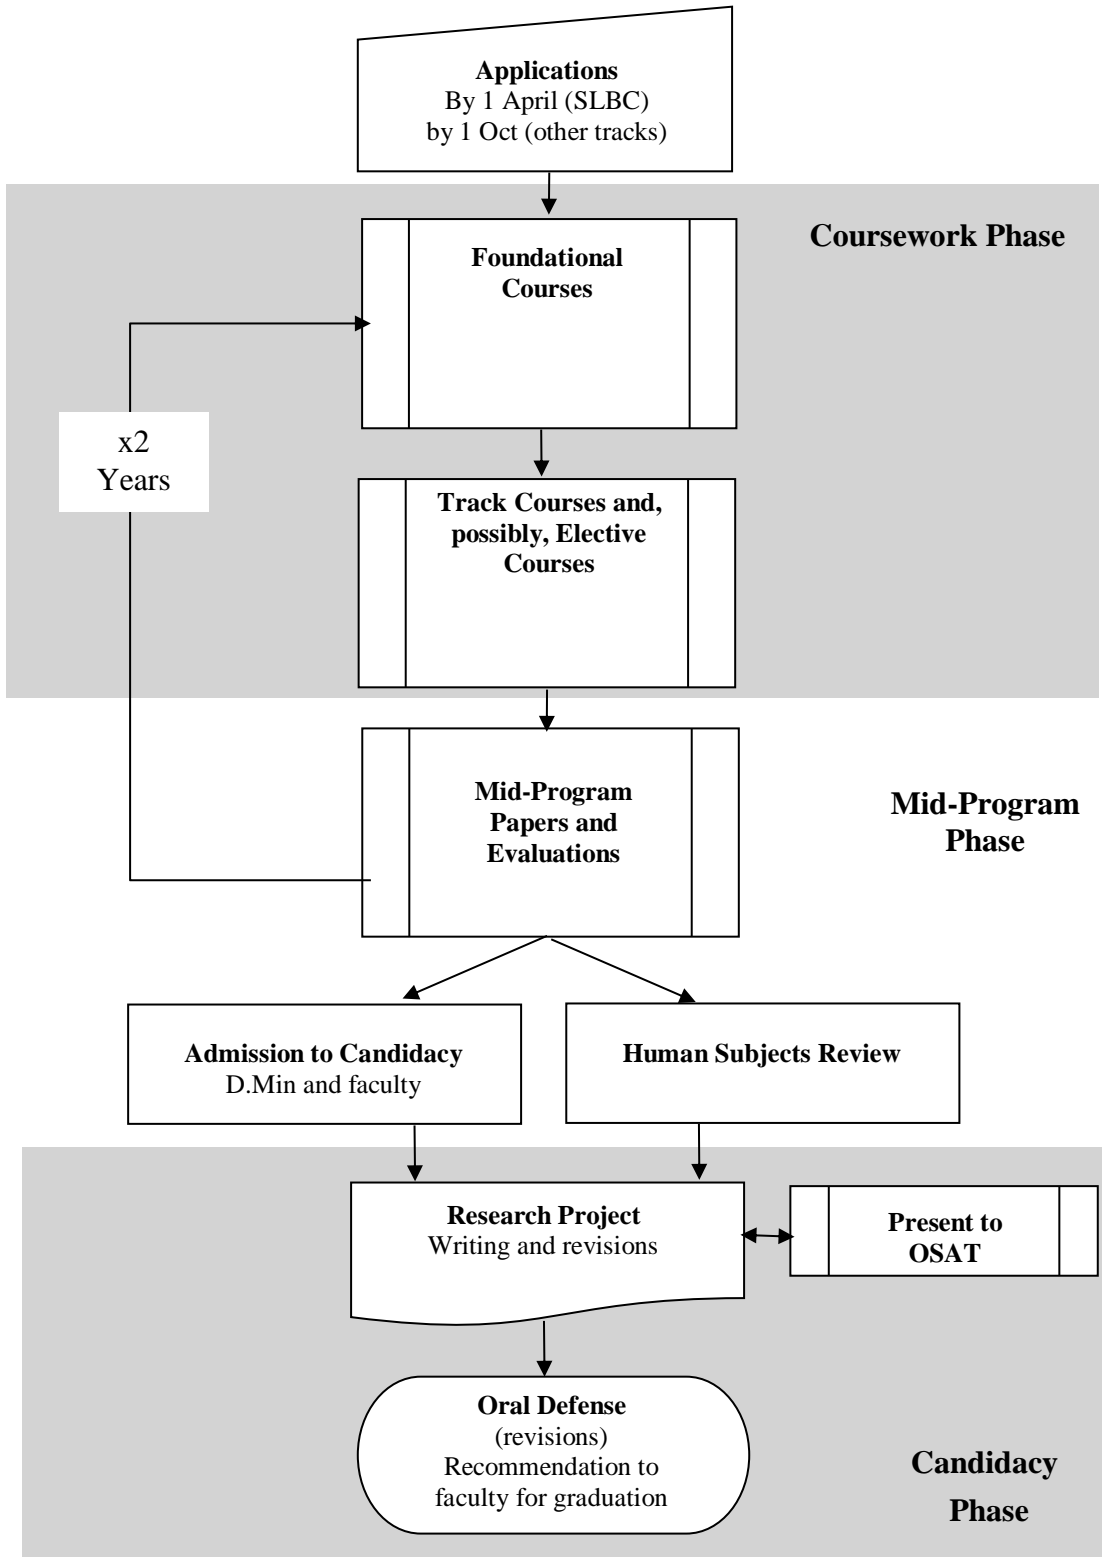 Applications
By 1 April (SLBC)
by 1 Oct (other tracks)
Coursework Phase
Foundational
Courses
x2
Years
Track Courses and,
possibly, Elective
Courses
Mid-Program
Papers and
Evaluations
Mid-Program
Phase
Admission to Candidacy
D.Min and faculty
Human Subjects Review
Research Project
Writing and revisions
Present to
OSAT
Oral Defense
(revisions)
Recommendation to
faculty for graduation
Candidacy
Phase